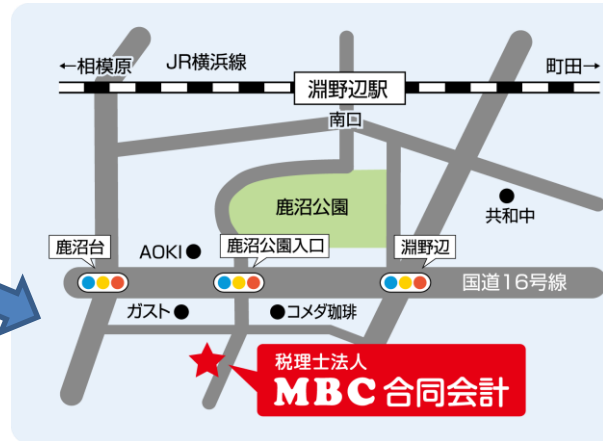 ←相模原
JR横浜線
町田→
淵野辺駅
南口
鹿沼公園
共和中
鹿沼台
AOKI
鹿沼公園入口
淵野辺
国道16号線
ガスト
コメダ珈琲
税理士法人
MBC合同会計